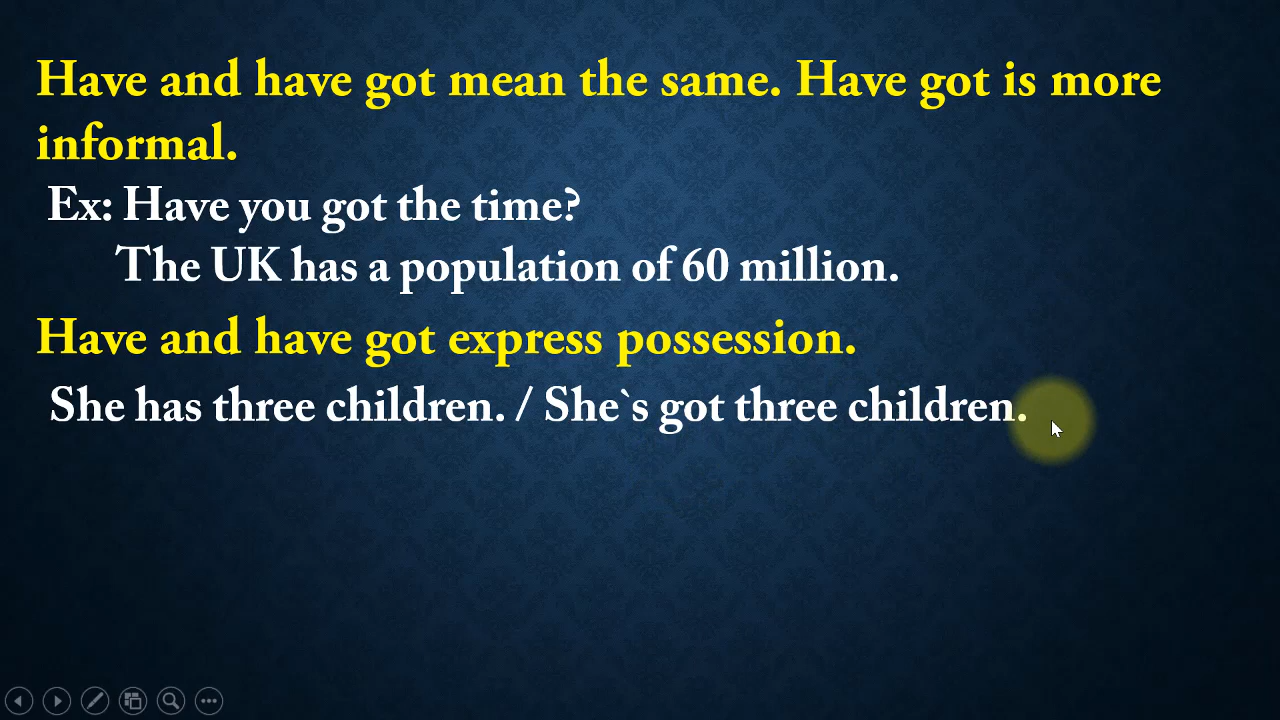 Have and have got mean the same. Have got is more
informal.
Ex: Have you got the time?
The UK has a population of 60 million.
Have and have got express possession.
She has three children. / She`s got three children.